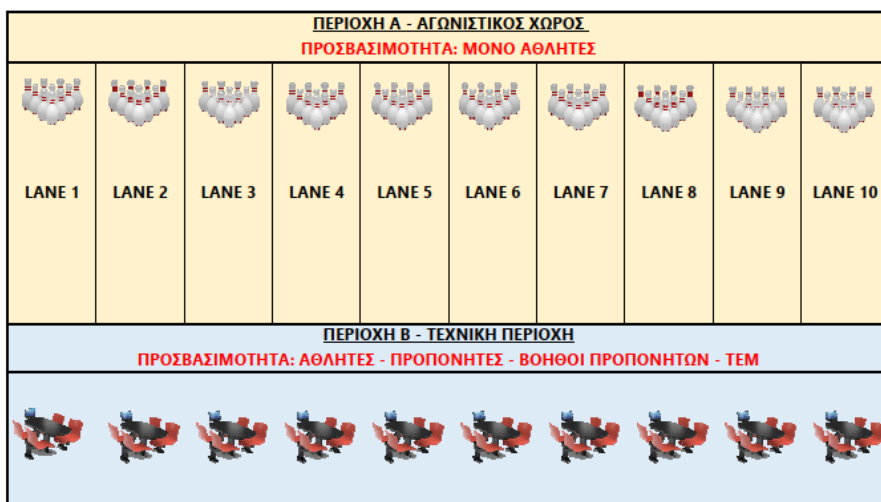 ΠΕΡΙΟΧΗ Α - ΑΓΩΝΙΣΤΙΚΟΣ ΧΩΡΟΣ
ΠΡΟΣΒΑΣΙΜΟΤΗΤΑ: ΜΟΝΟ ΑΘΛΗΤΕΣ
LANE 1 LANE 2 LANE 3 LANE 4 LANE 5 LANE 6 LANE 7 LANE 8 LANE 9 LANE 10
ΠΕΡΙΟΧΗ Β - ΤΕΧΝΙΚΗ ΠΕΡΙΟΧΗ
ΠΡΟΣΒΑΣΙΜΟΤΗΤΑ: ΑΘΛΗΤΕΣ - ΠΡΟΠΟΝΗΤΕΣ - ΒΟΗΘΟΙ ΠΡΟΠΟΝΗΤΩΝ - ΤΕΜ